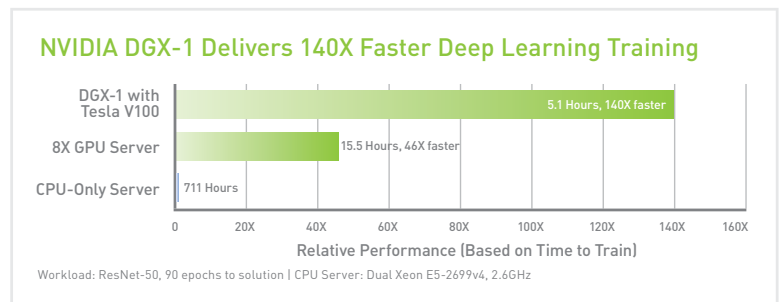 NVIDIA DGX-1 Delivers 140X Faster Deep Learning Training
DGX-1 with
Tesla V100
5.1 Hours, 140X faster
8X GPU Server
15.5 Hours, 46X faster
CPU-Only Server
711 Hours
0 20X 40X 60X 80X 100X 120X 140X 160X
Relative Performance (Based on Time to Train)
Workload: ResNet-50, 90 epochs to solution | CPU Server: Dual Xeon E5-2699v4, 2.6GHz